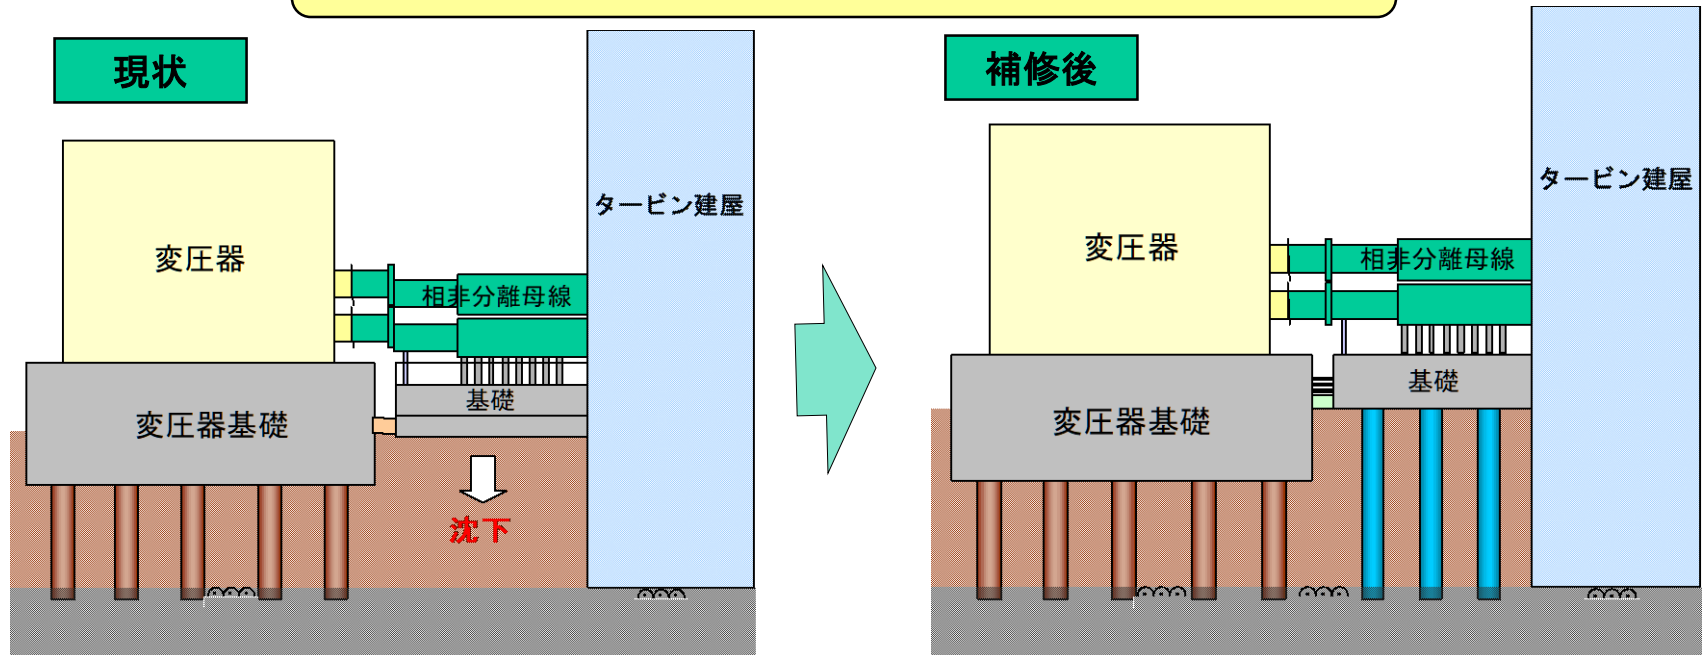 現状
変圧器
タービン建屋
相非分離母線
基礎
変圧器基礎
沈下
補修後
変圧器
タービン建屋
相非分離母線
基礎
変圧器基礎